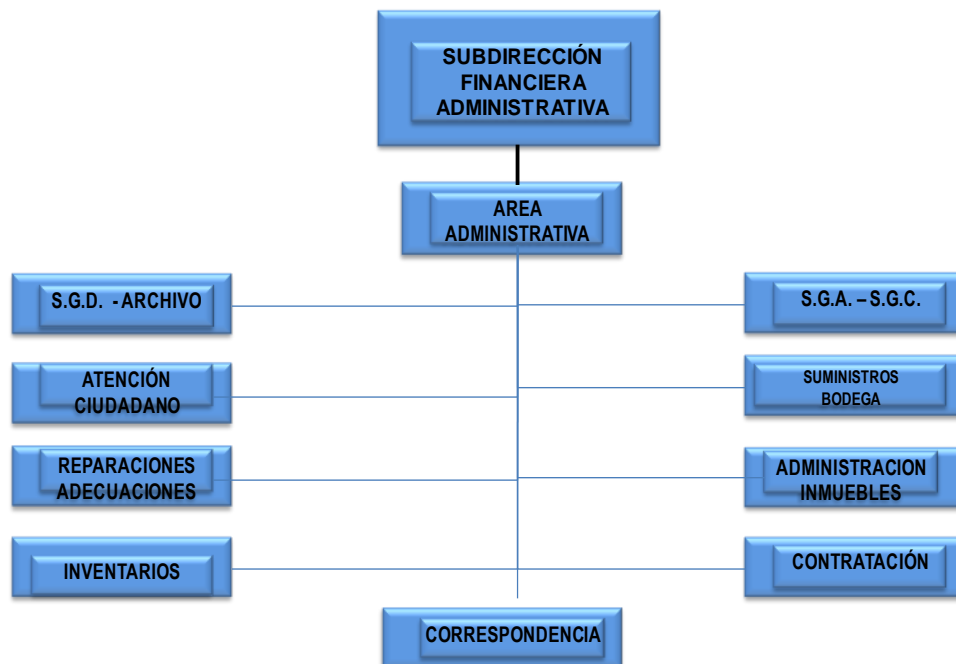 SUBDIRECCIÓN
FINANCIERA
ADMINISTRATIVA
AREA
ADMINISTRATIVA
S.G.D. - ARCHIVO
S.G.A. – S.G.C.
ATENCIÓN
CIUDADANO
SUMINISTROS
BODEGA
REPARACIONES
ADECUACIONES
ADMINISTRACION
INMUEBLES
INVENTARIOS
CONTRATACIÓN
CORRESPONDENCIA